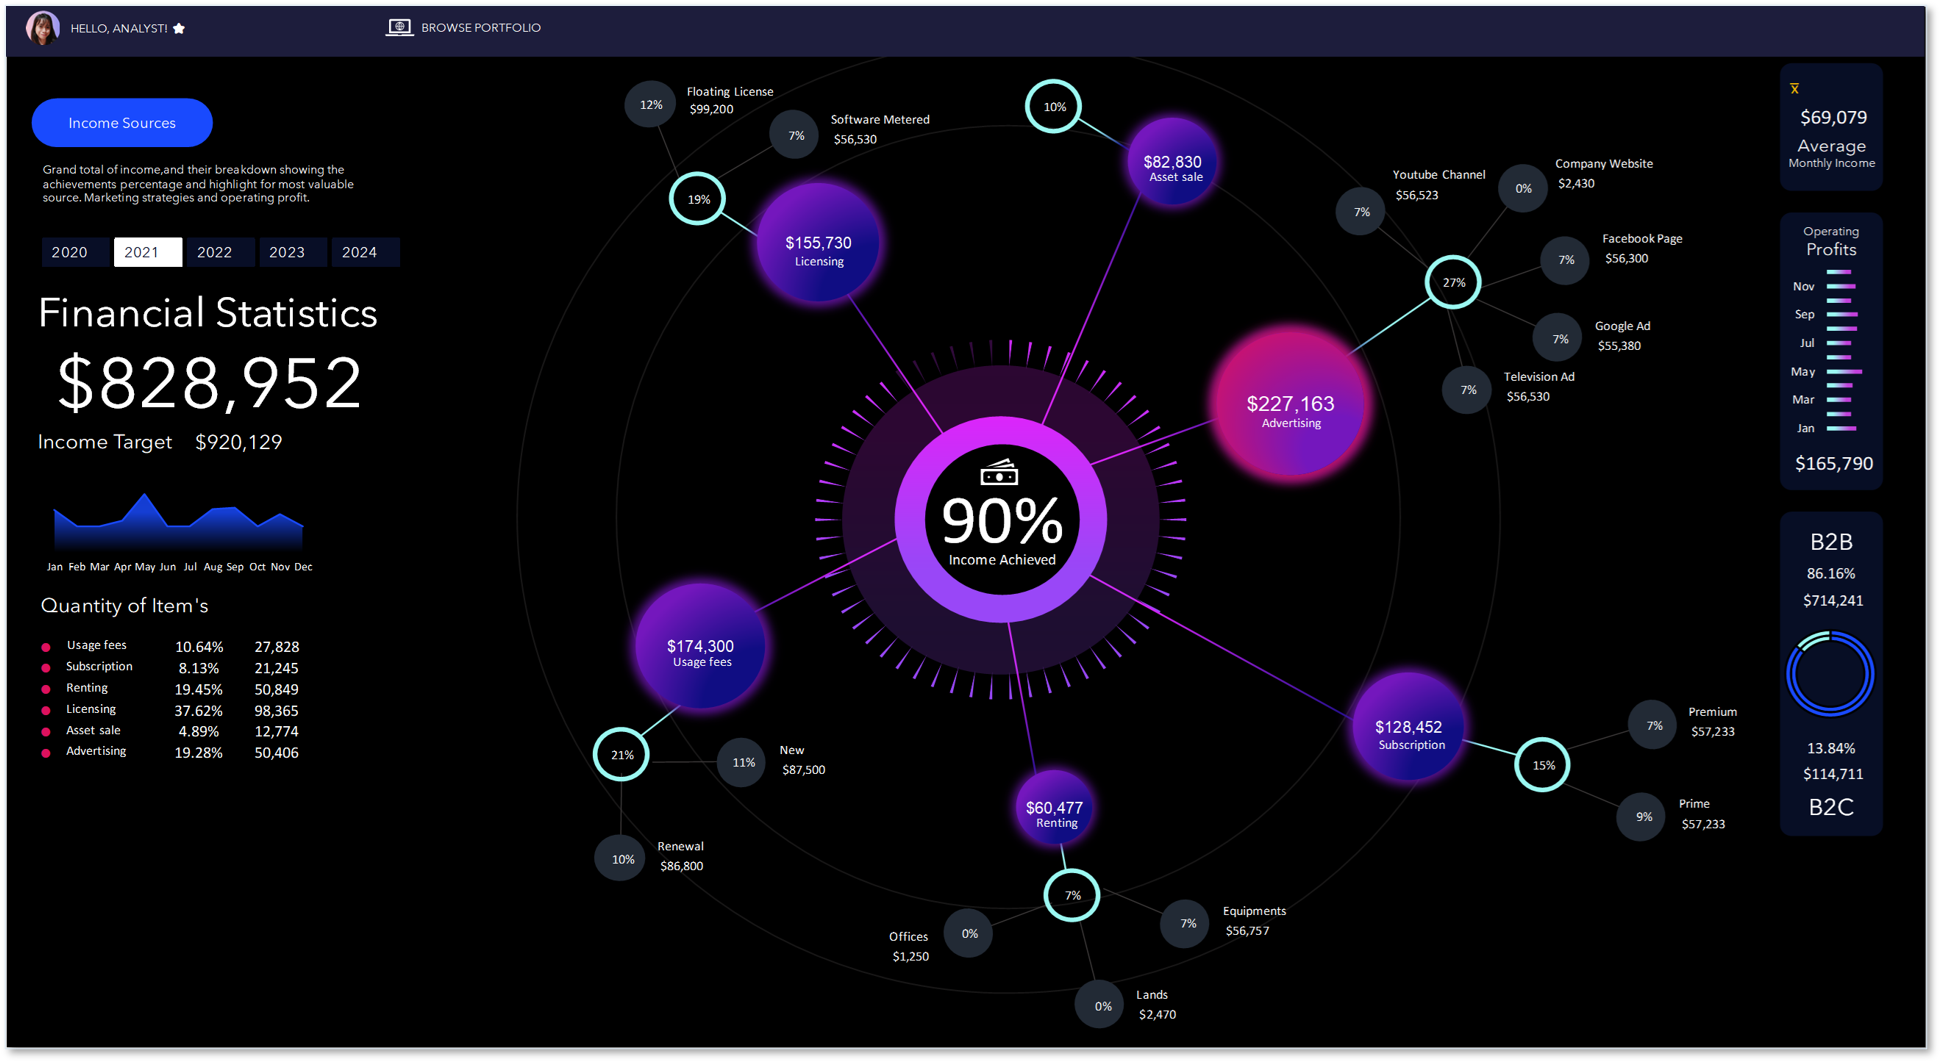 HELLO, ANALYST!
BROWSE PORTFOLIO
Income Sources
Grand total of income,and their breakdown showing the
achievements percentage and highlight for most valuable
source. Marketing strategies and operating profit.
2020 2021 2022 2023 2024
Financial Statistics
$828,952
Income Target $920,129
Jan Feb Mar Apr May Jun Jul Aug Sep Oct Nov Dec
Quantity of Item's
Usage fees 10.64% 27,828
Subscription 8.13% 21,245
Renting 19.45% 50,849
Licensing 37.62% 98,365
Asset sale 4.89% 12,774
Advertising 19.28% 50,406
12%
Floating License
$99,200
7%
Software Metered
$56,530
19%
$155,730
Licensing
10%
$82,830
Asset sale
7%
Youtube Channel
$56,523
0%
Company Website
$2,430
27%
7%
Facebook Page
$56,300
7%
Google Ad
$55,380
7%
Television Ad
$56,530
$227,163
Advertising
90%
Income Achieved
$174,300
Usage fees
21%
11%
New
$87,500
10%
Renewal
$86,800
$60,477
Renting
7%
0%
Offices
$1,250
7%
Equipments
$56,757
0%
Lands
$2,470
$128,452
Subscription
15%
7%
Premium
$57,233
9%
Prime
$57,233
x̄
$69,079
Average
Monthly Income
Operating
Profits
Nov
Sep
Jul
May
Mar
Jan
$165,790
B2B
86.16%
$714,241
13.84%
$114,711
B2C